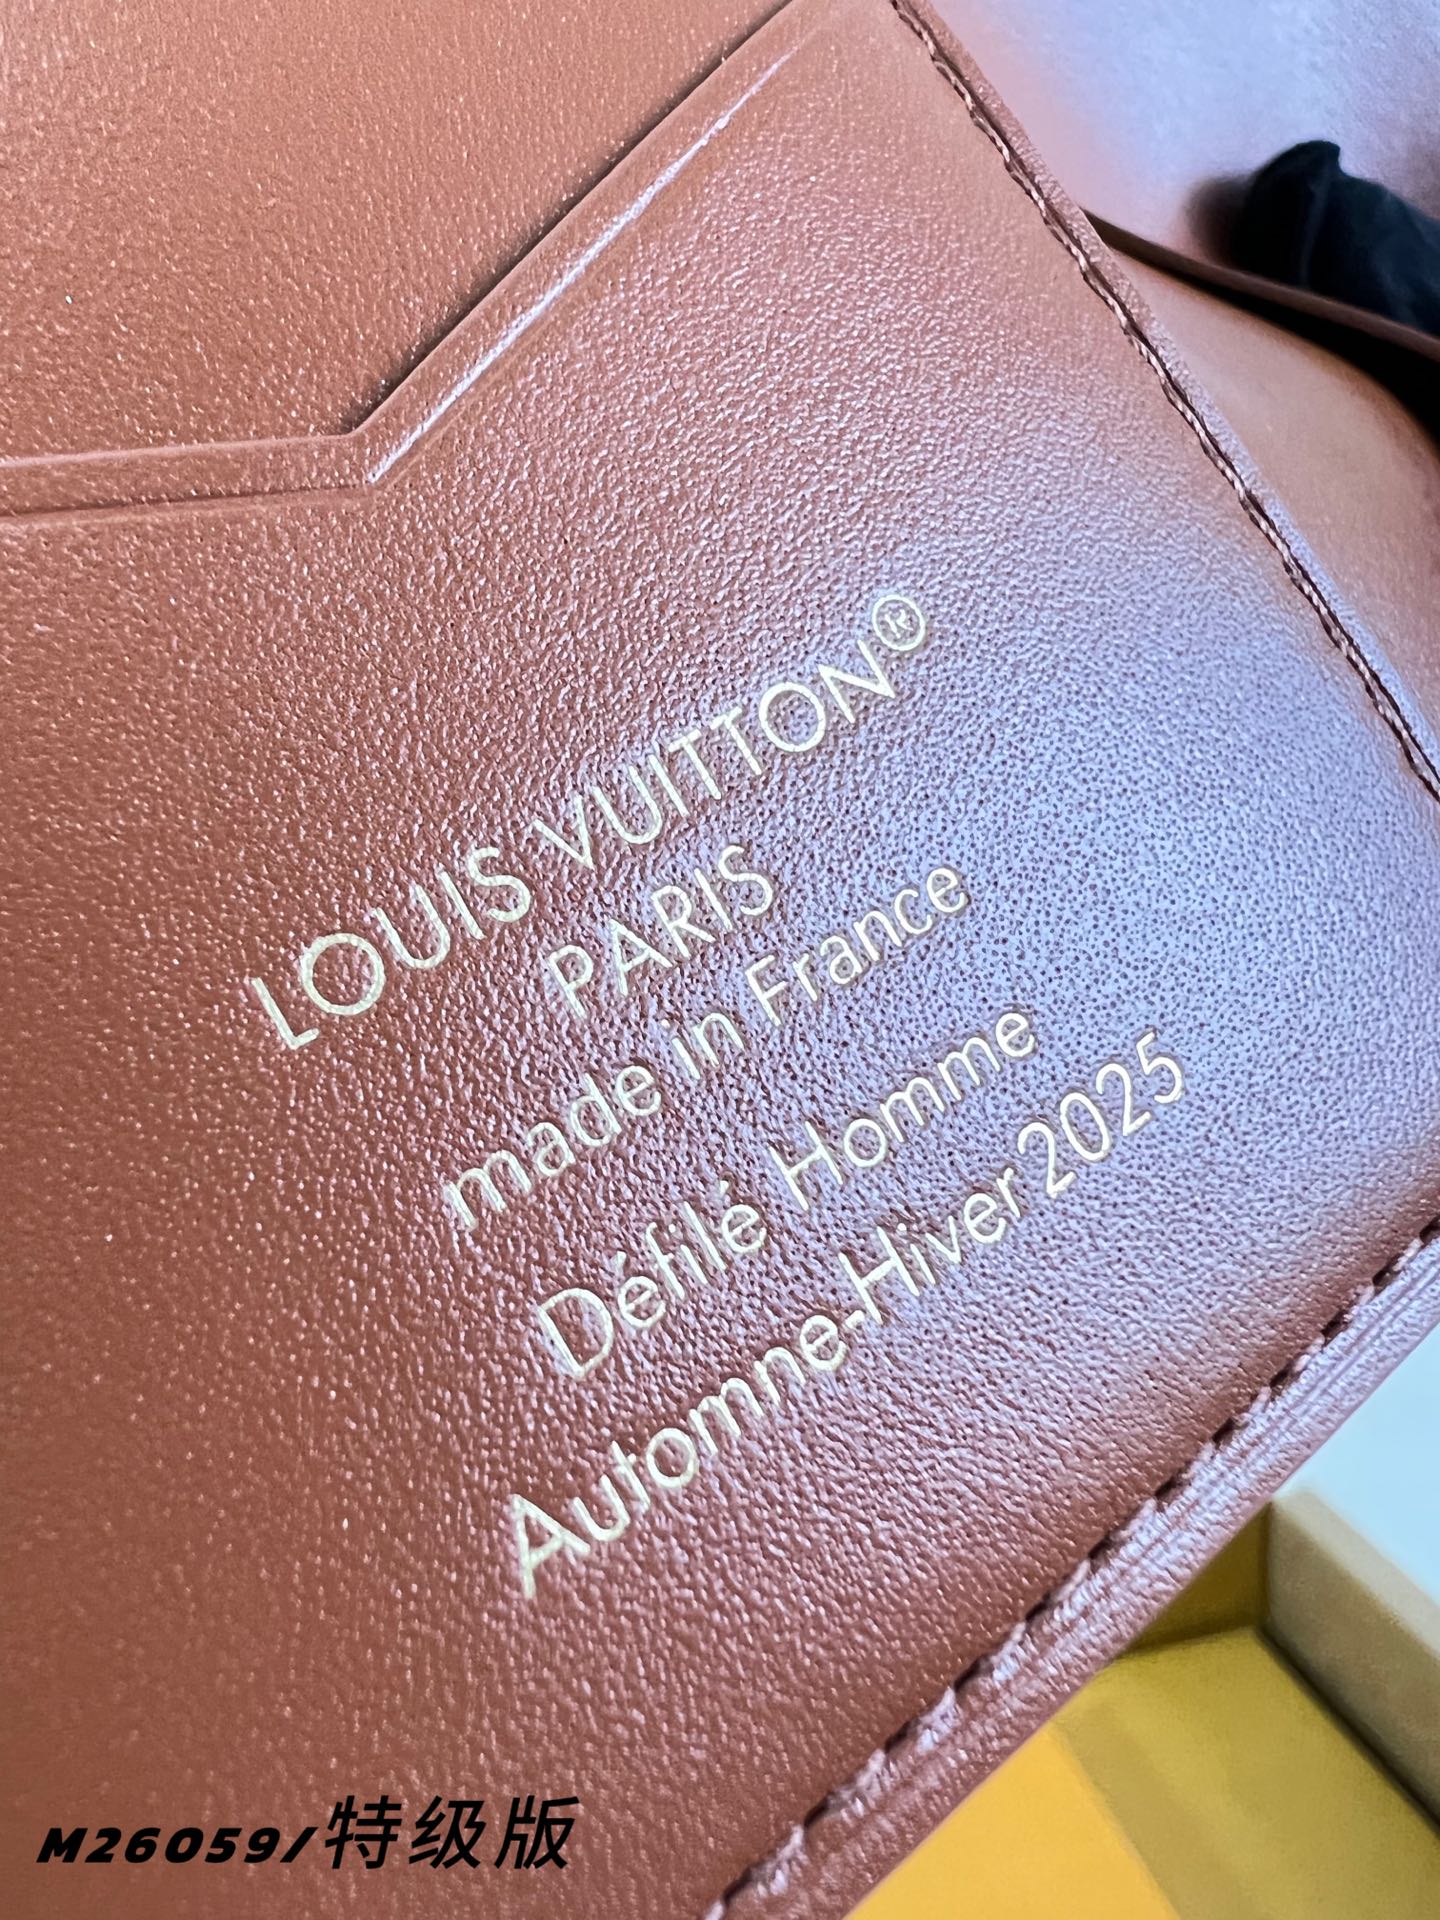 LOUIS VUITTON®
PARIS
made in France
Défilé Homme
Automne-Hiver 2025
M26059/特级版